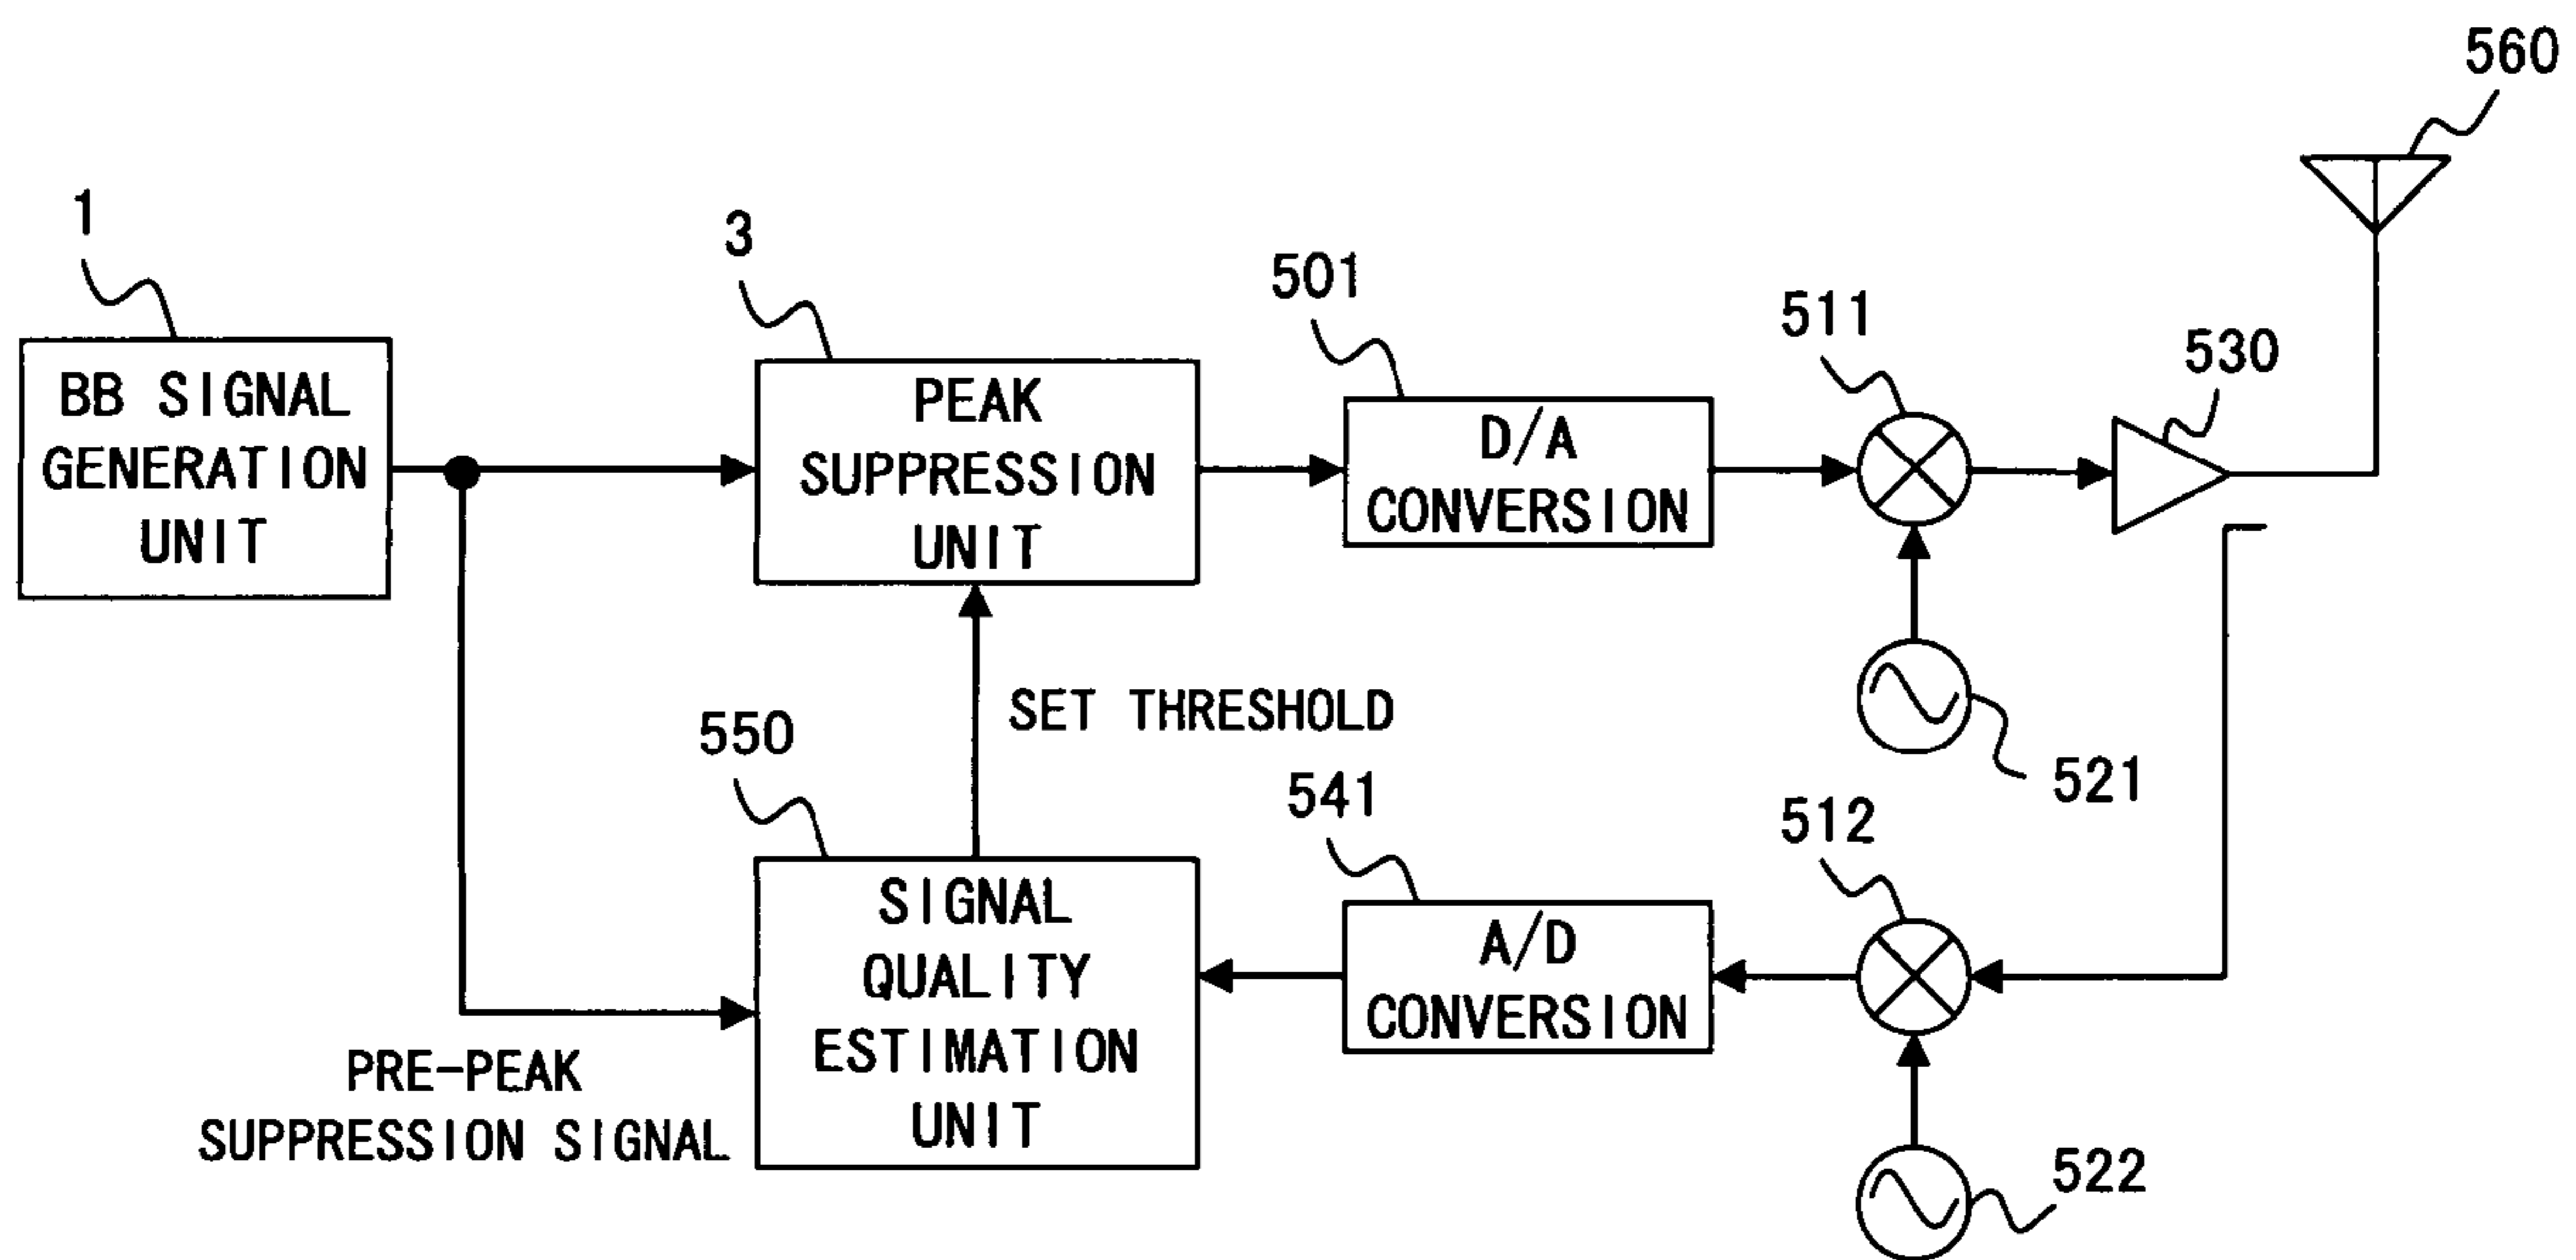 560
1
3
501
511
530
BB SIGNAL
GENERATION
UNIT
PEAK
SUPPRESSION
UNIT
D/A
CONVERSION
SET THRESHOLD
521
550
541
512
SIGNAL
QUALITY
ESTIMATION
UNIT
A/D
CONVERSION
PRE-PEAK
SUPPRESSION SIGNAL
522